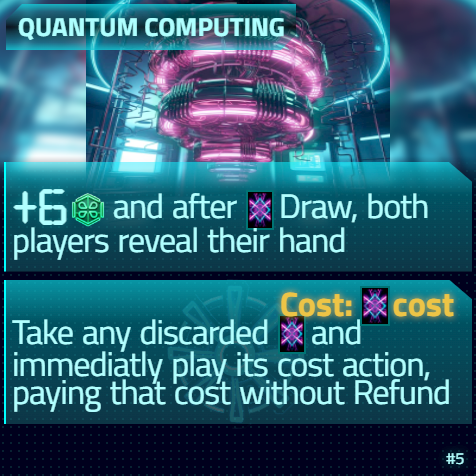 QUANTUM COMPUTING
+6 and after Draw, both
players reveal their hand
Cost: cost
Take any discarded and
immediatly play its cost action,
paying that cost without Refund
#5